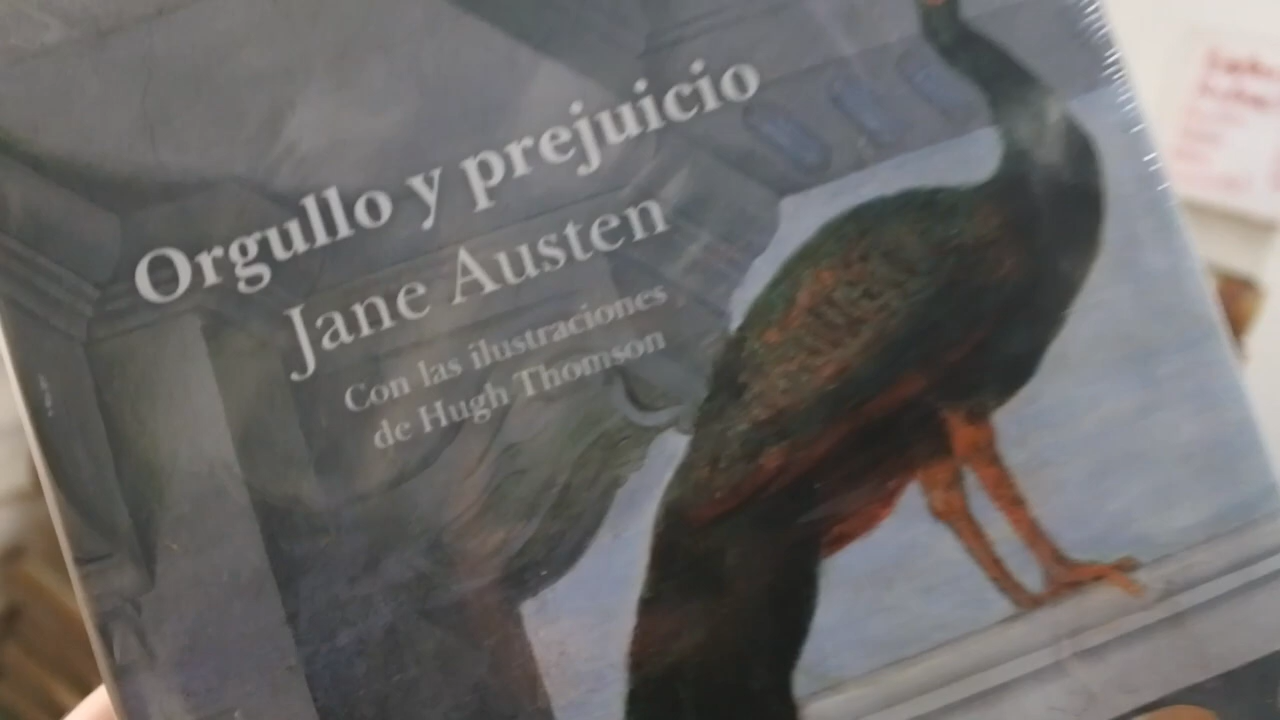 Orgullo y prejuicio
Jane Austen
Con las ilustraciones
de Hugh Thomson